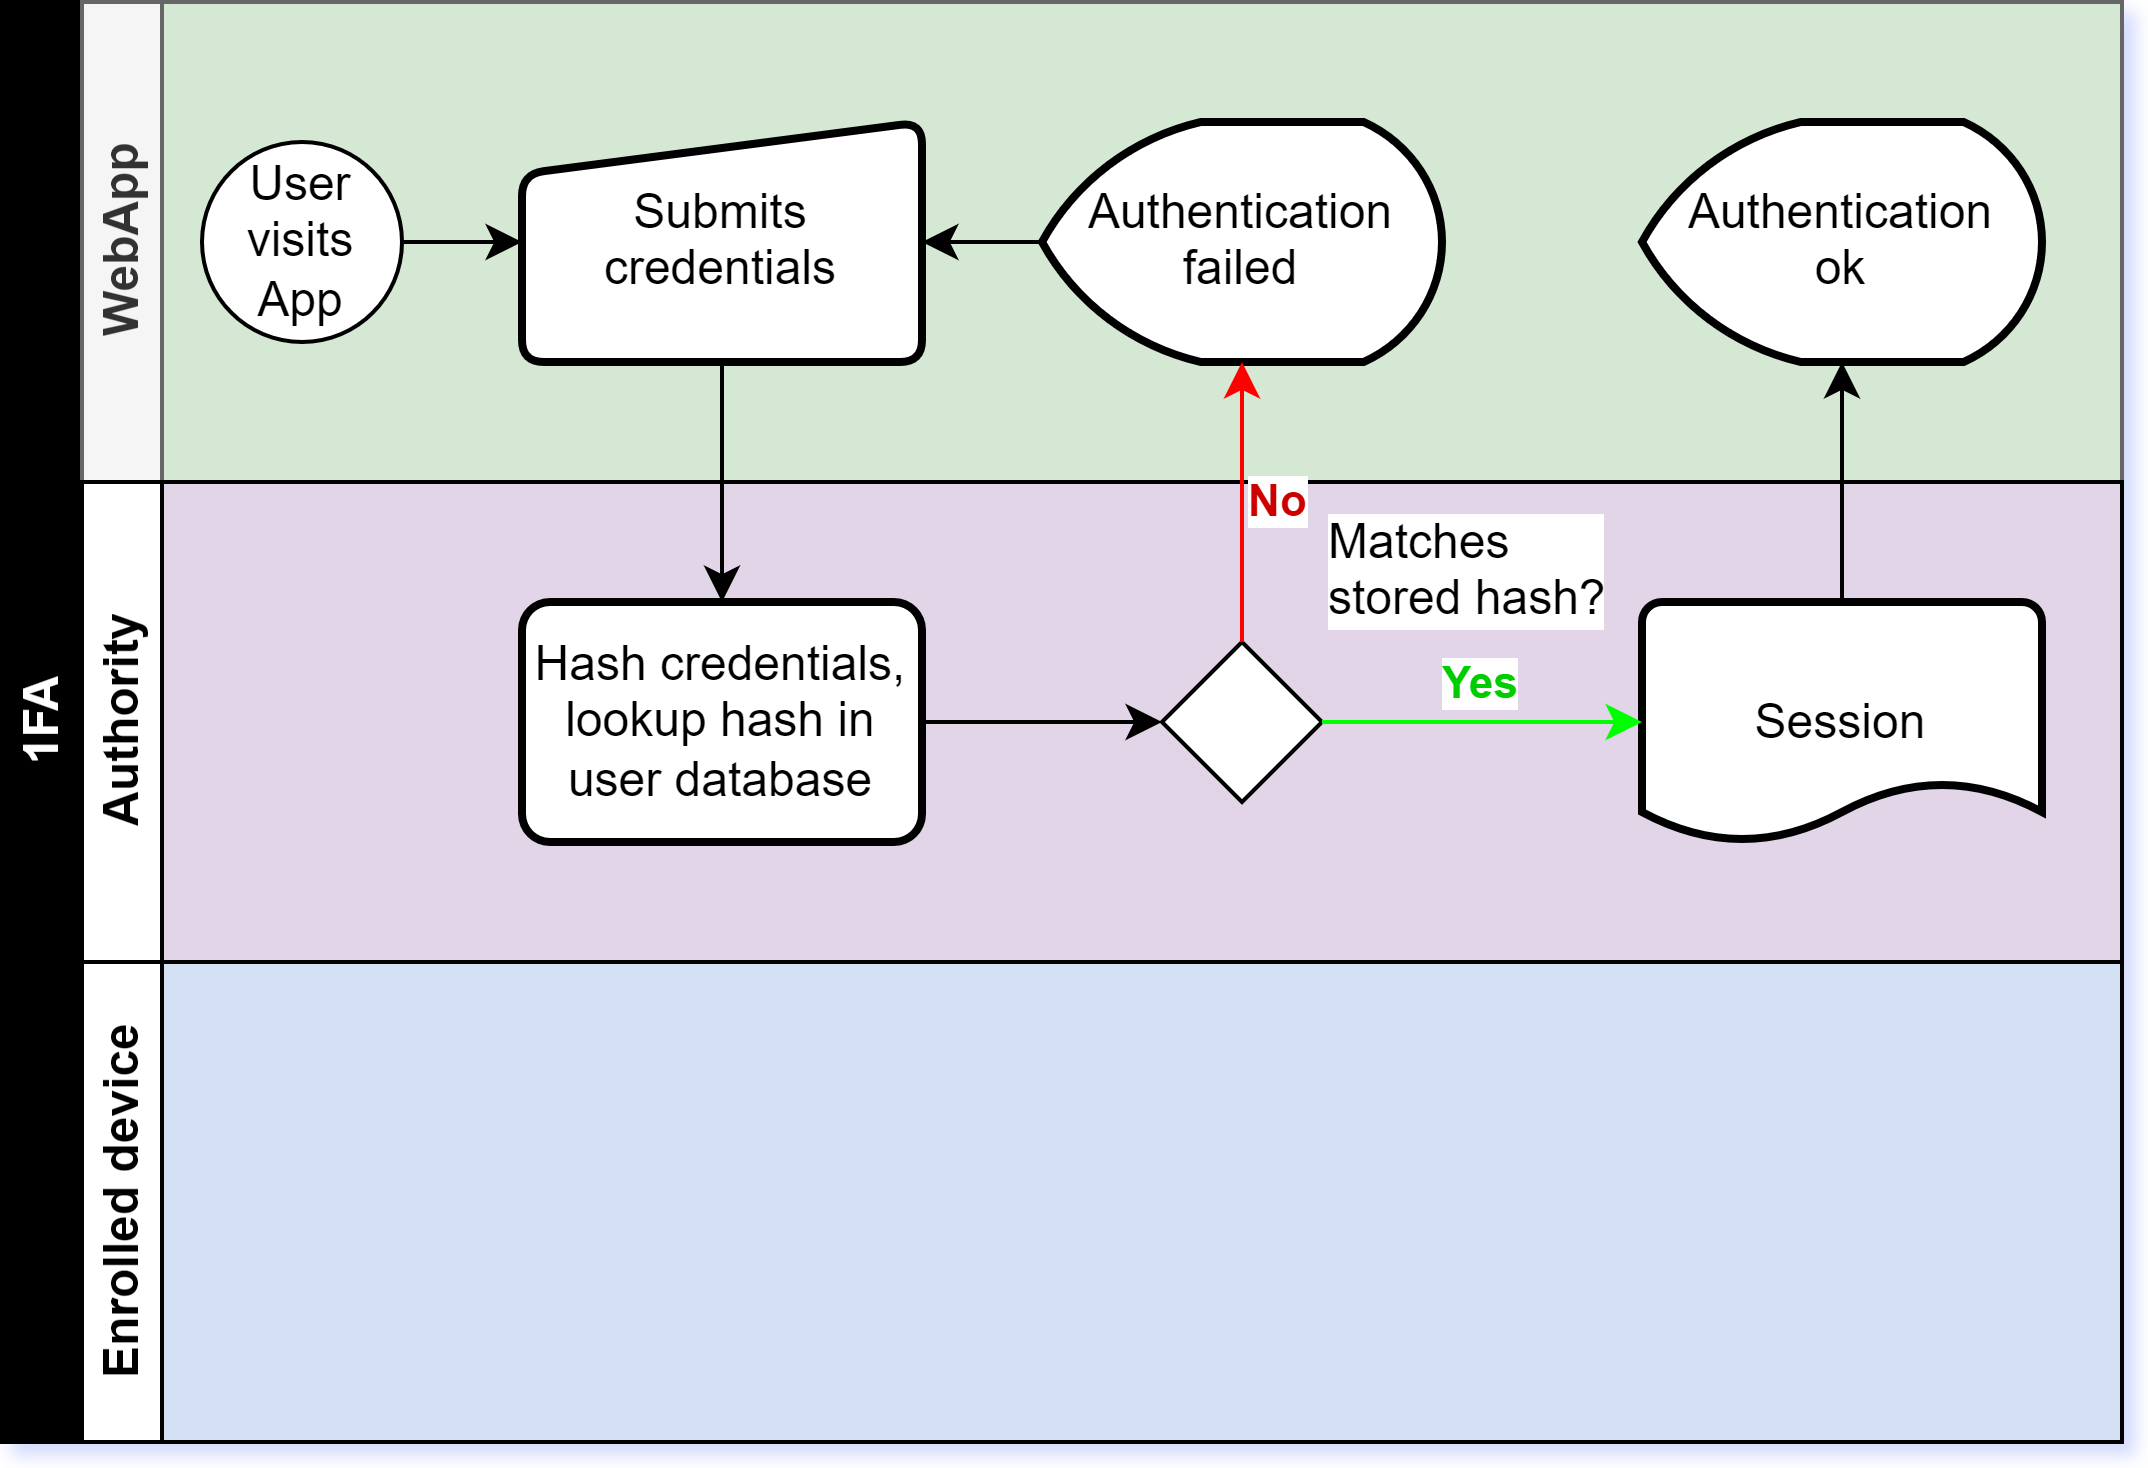 1FA
WebApp
User
visits
App
Submits
credentials
Authentication
failed
Authentication
ok
Authority
No
Matches
stored hash?
Yes
Hash credentials,
lookup hash in
user database
Session
Enrolled device